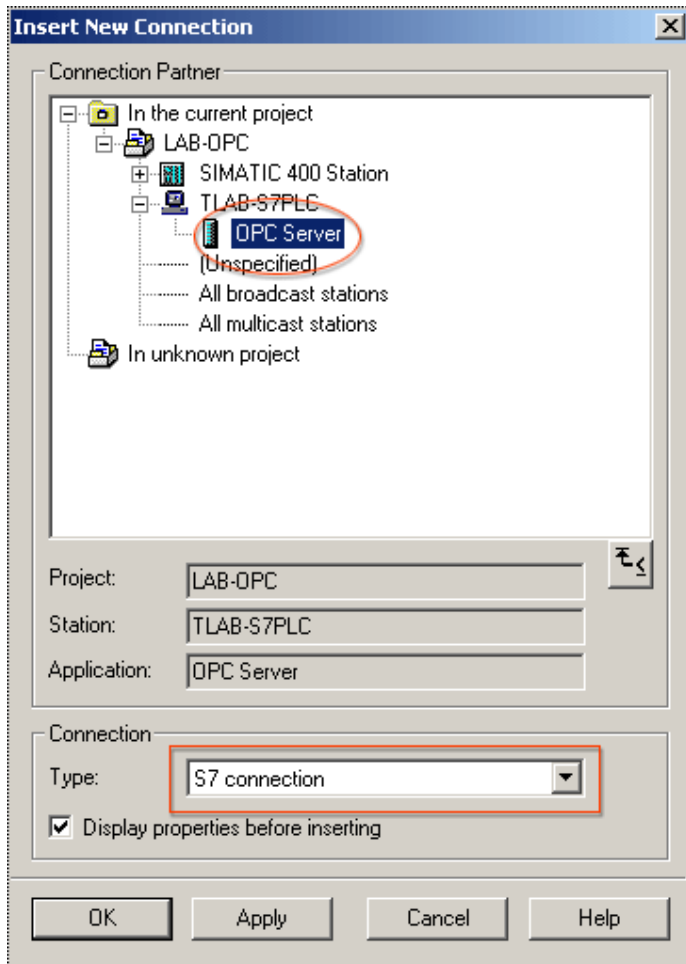 Insert New Connection
Connection Partner
In the current project
LAB-OPC
SIMATIC 400 Station
TLAB-S7PLC
OPC Server
(Unspecified)
All broadcast stations
All multicast stations
In unknown project
Project: LAB-OPC
Station: TLAB-S7PLC
Application: OPC Server
Connection
Type: S7 connection
Display properties before inserting
OK Apply Cancel Help